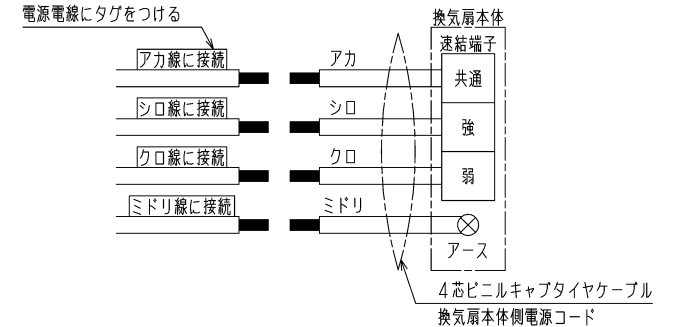 電源電線にタグをつける
換気扇本体
速結端子
アカ線に接続
アカ
共通
シロ線に接続
シロ
強
クロ線に接続
クロ
弱
ミドリ線に接続
ミドリ
アース
4芯ビニルキャブタイヤケーブル
換気扇本体側電源コード